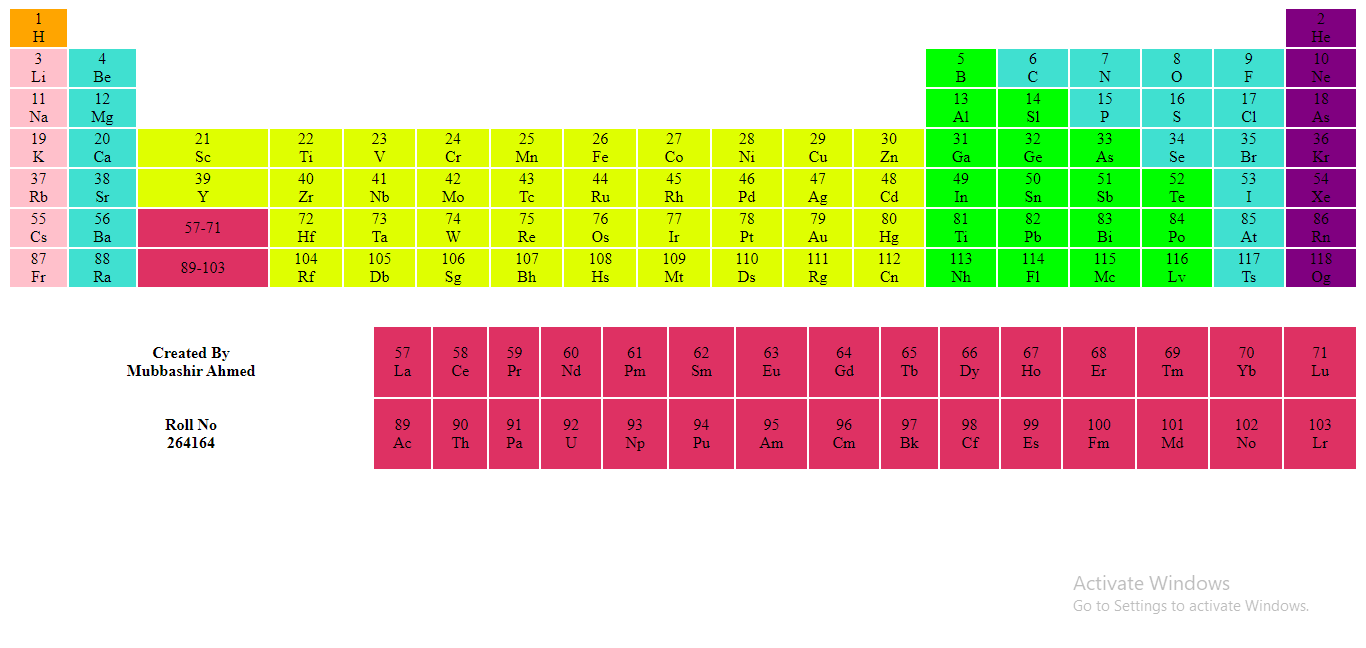 1 2
H He
3 4 5 6 7 8 9 10
Li Be B C N O F Ne
11 12 13 14 15 16 17 18
Na Mg Al Sl P S Cl As
19 20 21 22 23 24 25 26 27 28 29 30 31 32 33 34 35 36
K Ca Sc Ti V Cr Mn Fe Co Ni Cu Zn Ga Ge As Se Br Kr
37 38 39 40 41 42 43 44 45 46 47 48 49 50 51 52 53 54
Rb Sr Y Zr Nb Mo Tc Ru Rh Pd Ag Cd In Sn Sb Te I Xe
55 56 57-71 72 73 74 75 76 77 78 79 80 81 82 83 84 85 86
Cs Ba Hf Ta W Re Os Ir Pt Au Hg Ti Pb Bi Po At Rn
87 88 89-103 104 105 106 107 108 109 110 111 112 113 114 115 116 117 118
Fr Ra Rf Db Sg Bh Hs Mt Ds Rg Cn Nh Fl Mc Lv Ts Og
Created By 57 58 59 60 61 62 63 64 65 66 67 68 69 70 71
Mubbashir Ahmed La Ce Pr Nd Pm Sm Eu Gd Tb Dy Ho Er Tm Yb Lu
Roll No 89 90 91 92 93 94 95 96 97 98 99 100 101 102 103
264164 Ac Th Pa U Np Pu Am Cm Bk Cf Es Fm Md No Lr
Activate Windows
Go to Settings to activate Windows.